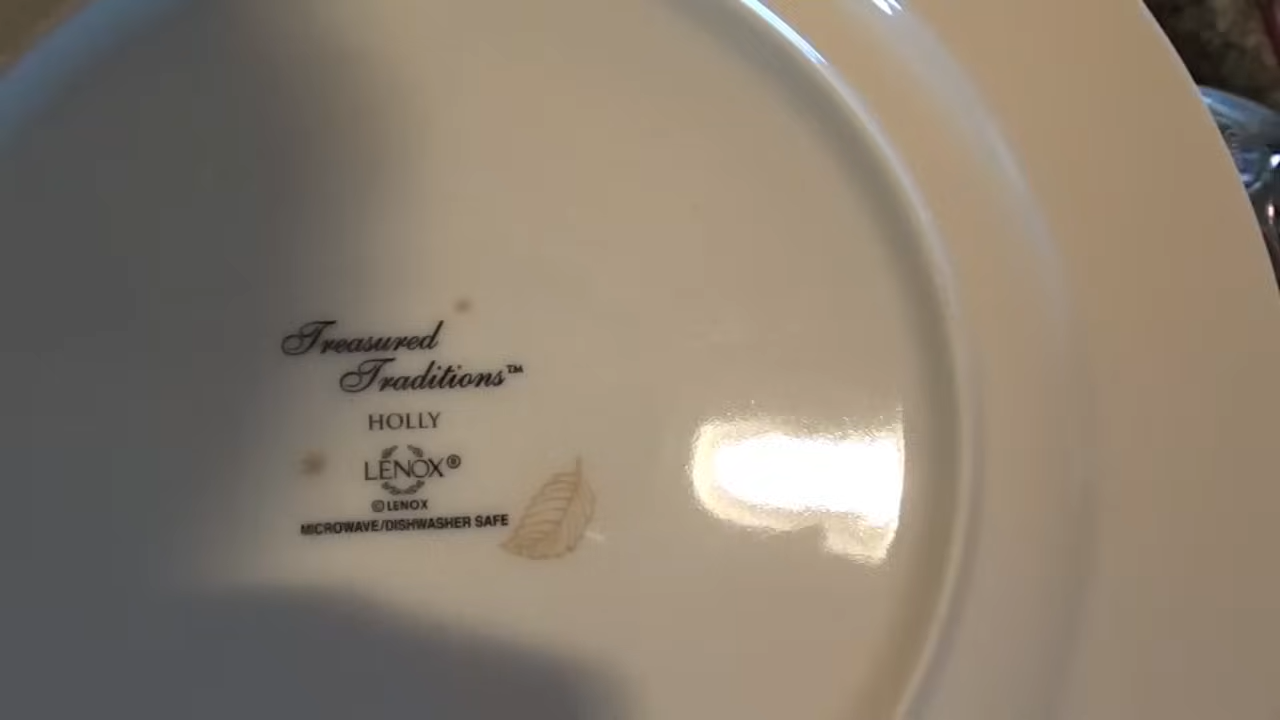 Treasured
Traditions™
HOLLY
LENOX®
© LENOX
MICROWAVE/DISHWASHER SAFE